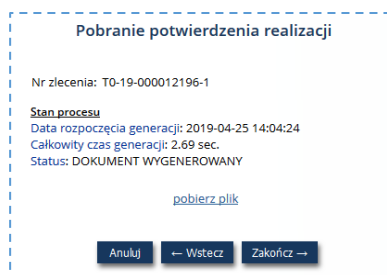 Pobranie potwierdzenia realizacji
Nr zlecenia: T0-19-000012196-1
Stan procesu
Data rozpoczęcia generacji: 2019-04-25 14:04:24
Całkowity czas generacji: 2.69 sec.
Status: DOKUMENT WYGENEROWANY
pobierz plik
Anuluj ← Wstecz Zakończ →